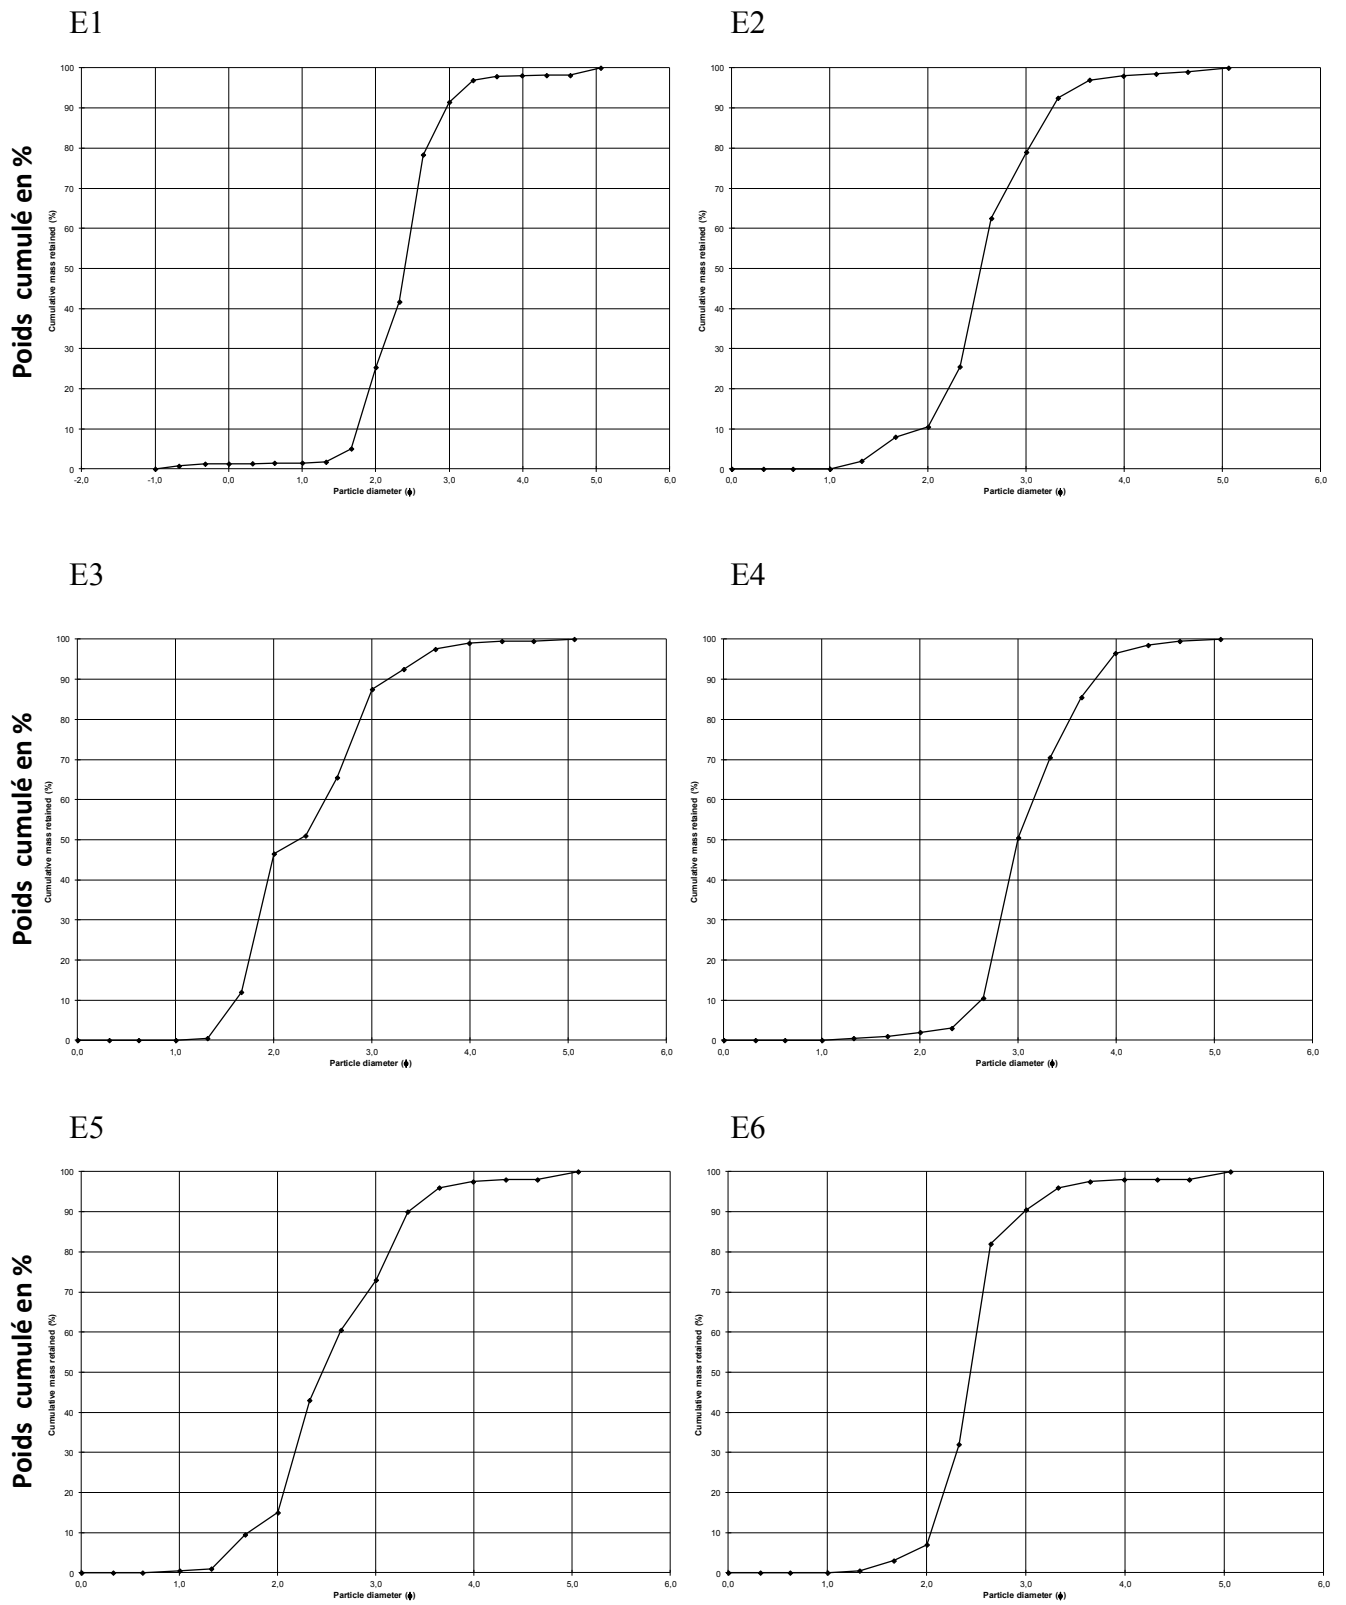 E1
E2
100
90
80
70
60
50
40
30
20
10
0
Poids cumulé en %
Cumulative mass retained (%)
-2,0 -1,0 0,0 1,0 2,0 3,0 4,0 5,0 6,0
Particle diameter (ϕ)
100
90
80
70
60
50
40
30
20
10
0
Cumulative mass retained (%)
0,0 1,0 2,0 3,0 4,0 5,0 6,0
Particle diameter (ϕ)
E3
E4
100
90
80
70
60
50
40
30
20
10
0
Poids cumulé en %
Cumulative mass retained (%)
0,0 1,0 2,0 3,0 4,0 5,0 6,0
Particle diameter (ϕ)
100
90
80
70
60
50
40
30
20
10
0
Cumulative mass retained (%)
0,0 1,0 2,0 3,0 4,0 5,0 6,0
Particle diameter (ϕ)
E5
E6
100
90
80
70
60
50
40
30
20
10
0
Poids cumulé en %
Cumulative mass retained (%)
0,0 1,0 2,0 3,0 4,0 5,0 6,0
Particle diameter (ϕ)
100
90
80
70
60
50
40
30
20
10
0
Cumulative mass retained (%)
0,0 1,0 2,0 3,0 4,0 5,0 6,0
Particle diameter (ϕ)